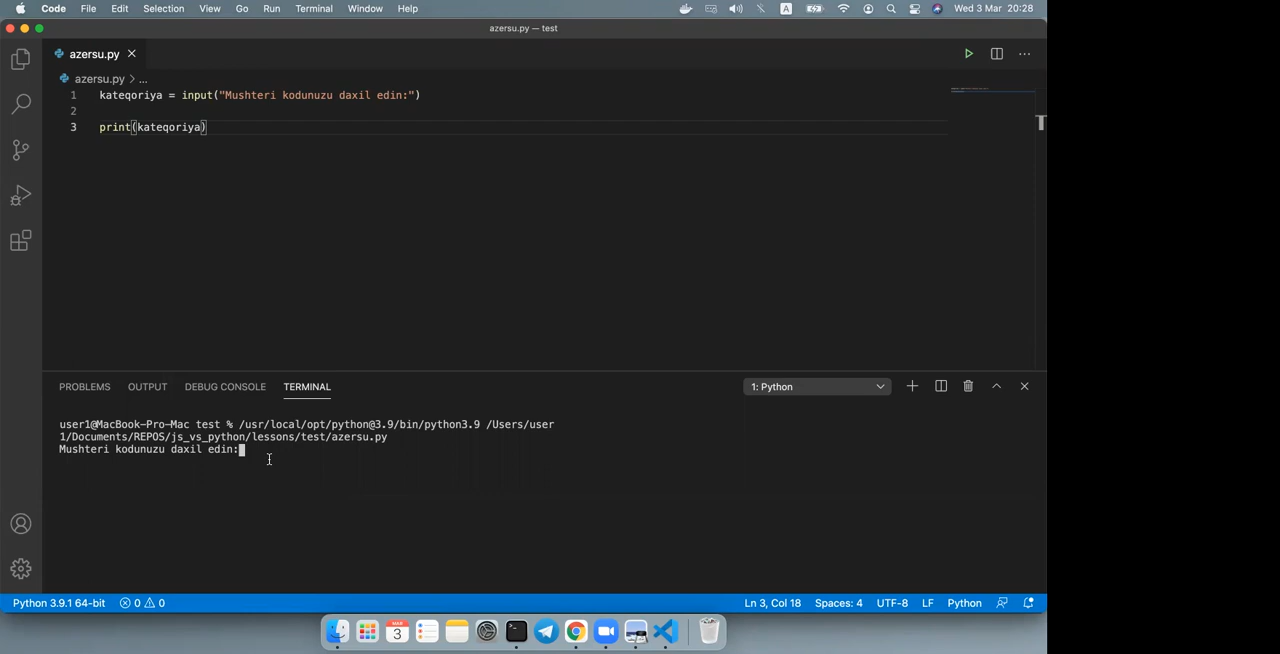 Code File Edit Selection View Go Run Terminal Window Help A Wed 3 Mar 20:28
azersu.py — test
azersu.py
azersu.py > ...
1 kateqoriya = input("Mushteri kodunuzu daxil edin:")
2
3 print(kateqoriya)
PROBLEMS OUTPUT DEBUG CONSOLE TERMINAL 1: Python
user1@MacBook-Pro-Mac test % /usr/local/opt/python@3.9/bin/python3.9 /Users/user
1/Documents/REPOS/js_vs_python/lessons/test/azersu.py
Mushteri kodunuzu daxil edin:
Python 3.9.1 64-bit 0 0 Ln 3, Col 18 Spaces: 4 UTF-8 LF Python
MAR
3